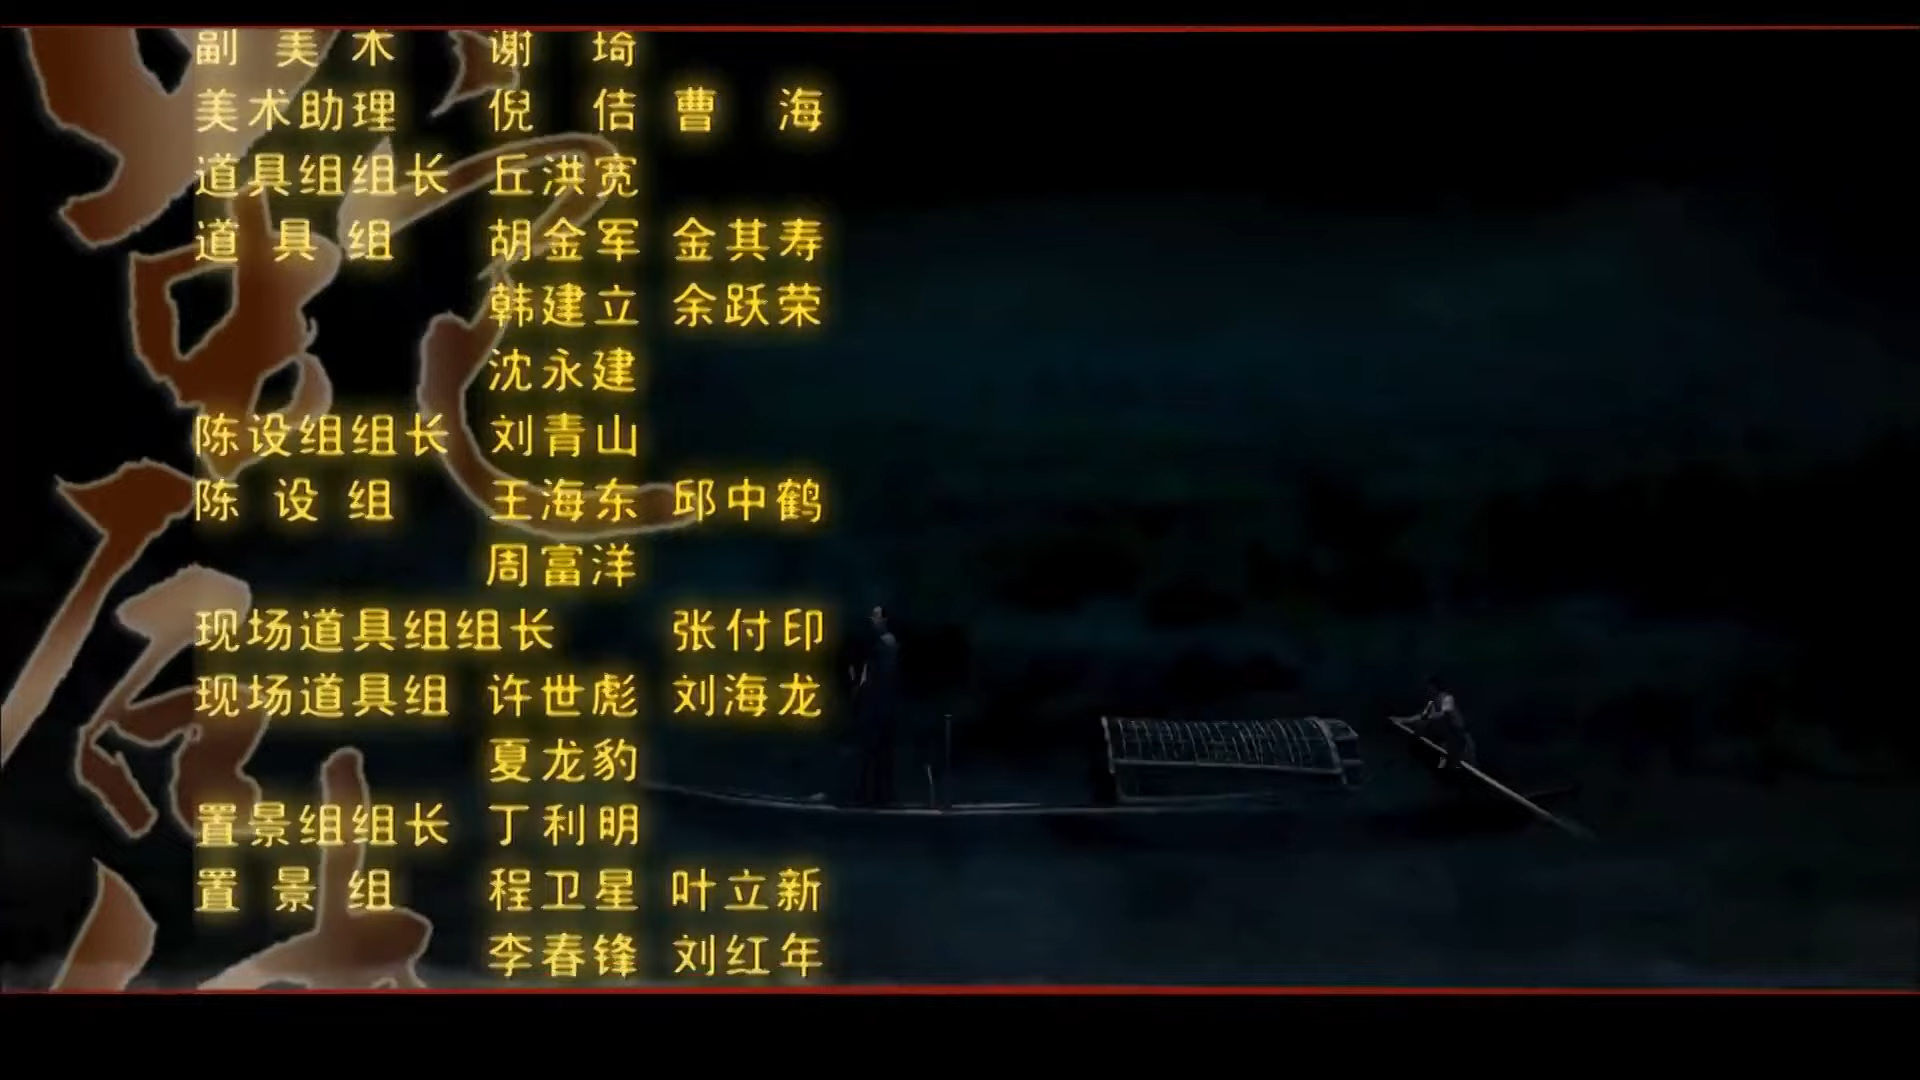 副美术 谢琦
美术助理 倪佶 曹海
道具组组长 丘洪宽
道具组 胡金军 金其寿
韩建立 余跃荣
沈永建
陈设组组长 刘青山
陈设组 王海东 邱中鹤
周富洋
现场道具组组长 张付印
现场道具组 许世彪 刘海龙
夏龙豹
置景组组长 丁利明
置景组 程卫星 叶立新
李春锋 刘红年